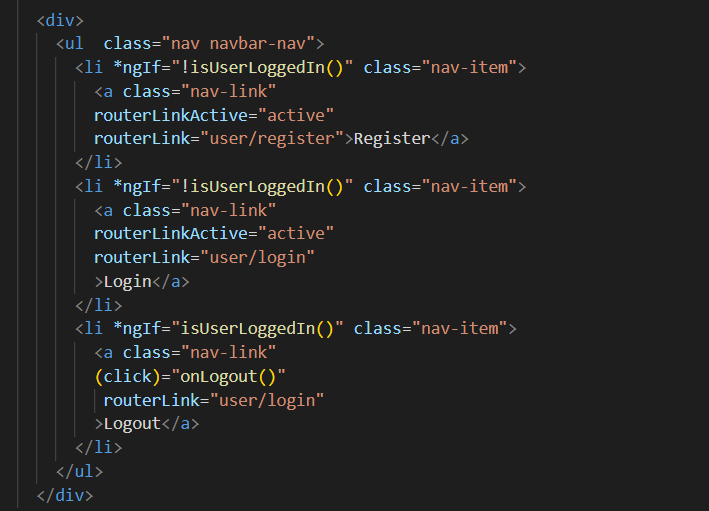 <div>
<ul  class="nav navbar-nav">
<li *ngIf="!isUserLoggedIn()" class="nav-item">
<a class="nav-link"
routerLinkActive="active"
routerLink="user/register">Register</a>
</li>
<li *ngIf="!isUserLoggedIn()" class="nav-item">
<a class="nav-link"
routerLinkActive="active"
routerLink="user/login"
>Login</a>
</li>
<li *ngIf="isUserLoggedIn()" class="nav-item">
<a class="nav-link"
(click)="onLogout()"
routerLink="user/login"
>Logout</a>
</li>
</ul>
</div>